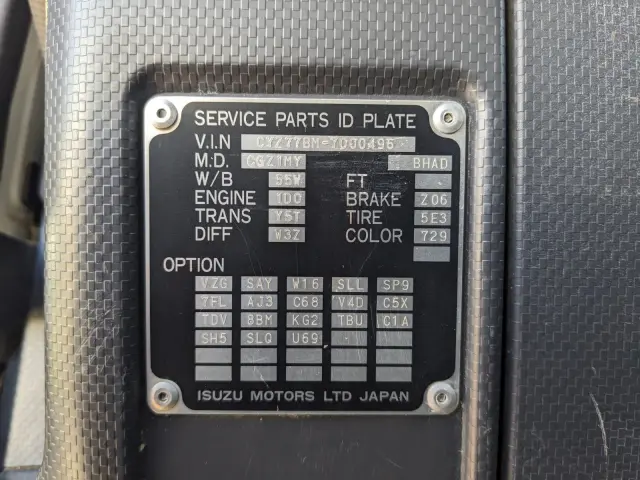 SERVICE PARTS ID PLATE
V.I.N CYZ77BM-7000496
M.D. CGZ1MY BHAD
W/B 55V FT
ENGINE 1D0 BRAKE Z06
TRANS Y5T TIRE 5E3
DIFF W3Z COLOR 729
OPTION
VZG SAY W16 SLL SP9
7FL AJ3 C68 V4D C5X
TDV 8BM KG2 TBU C1A
SH5 SLQ U69
ISUZU MOTORS LTD JAPAN